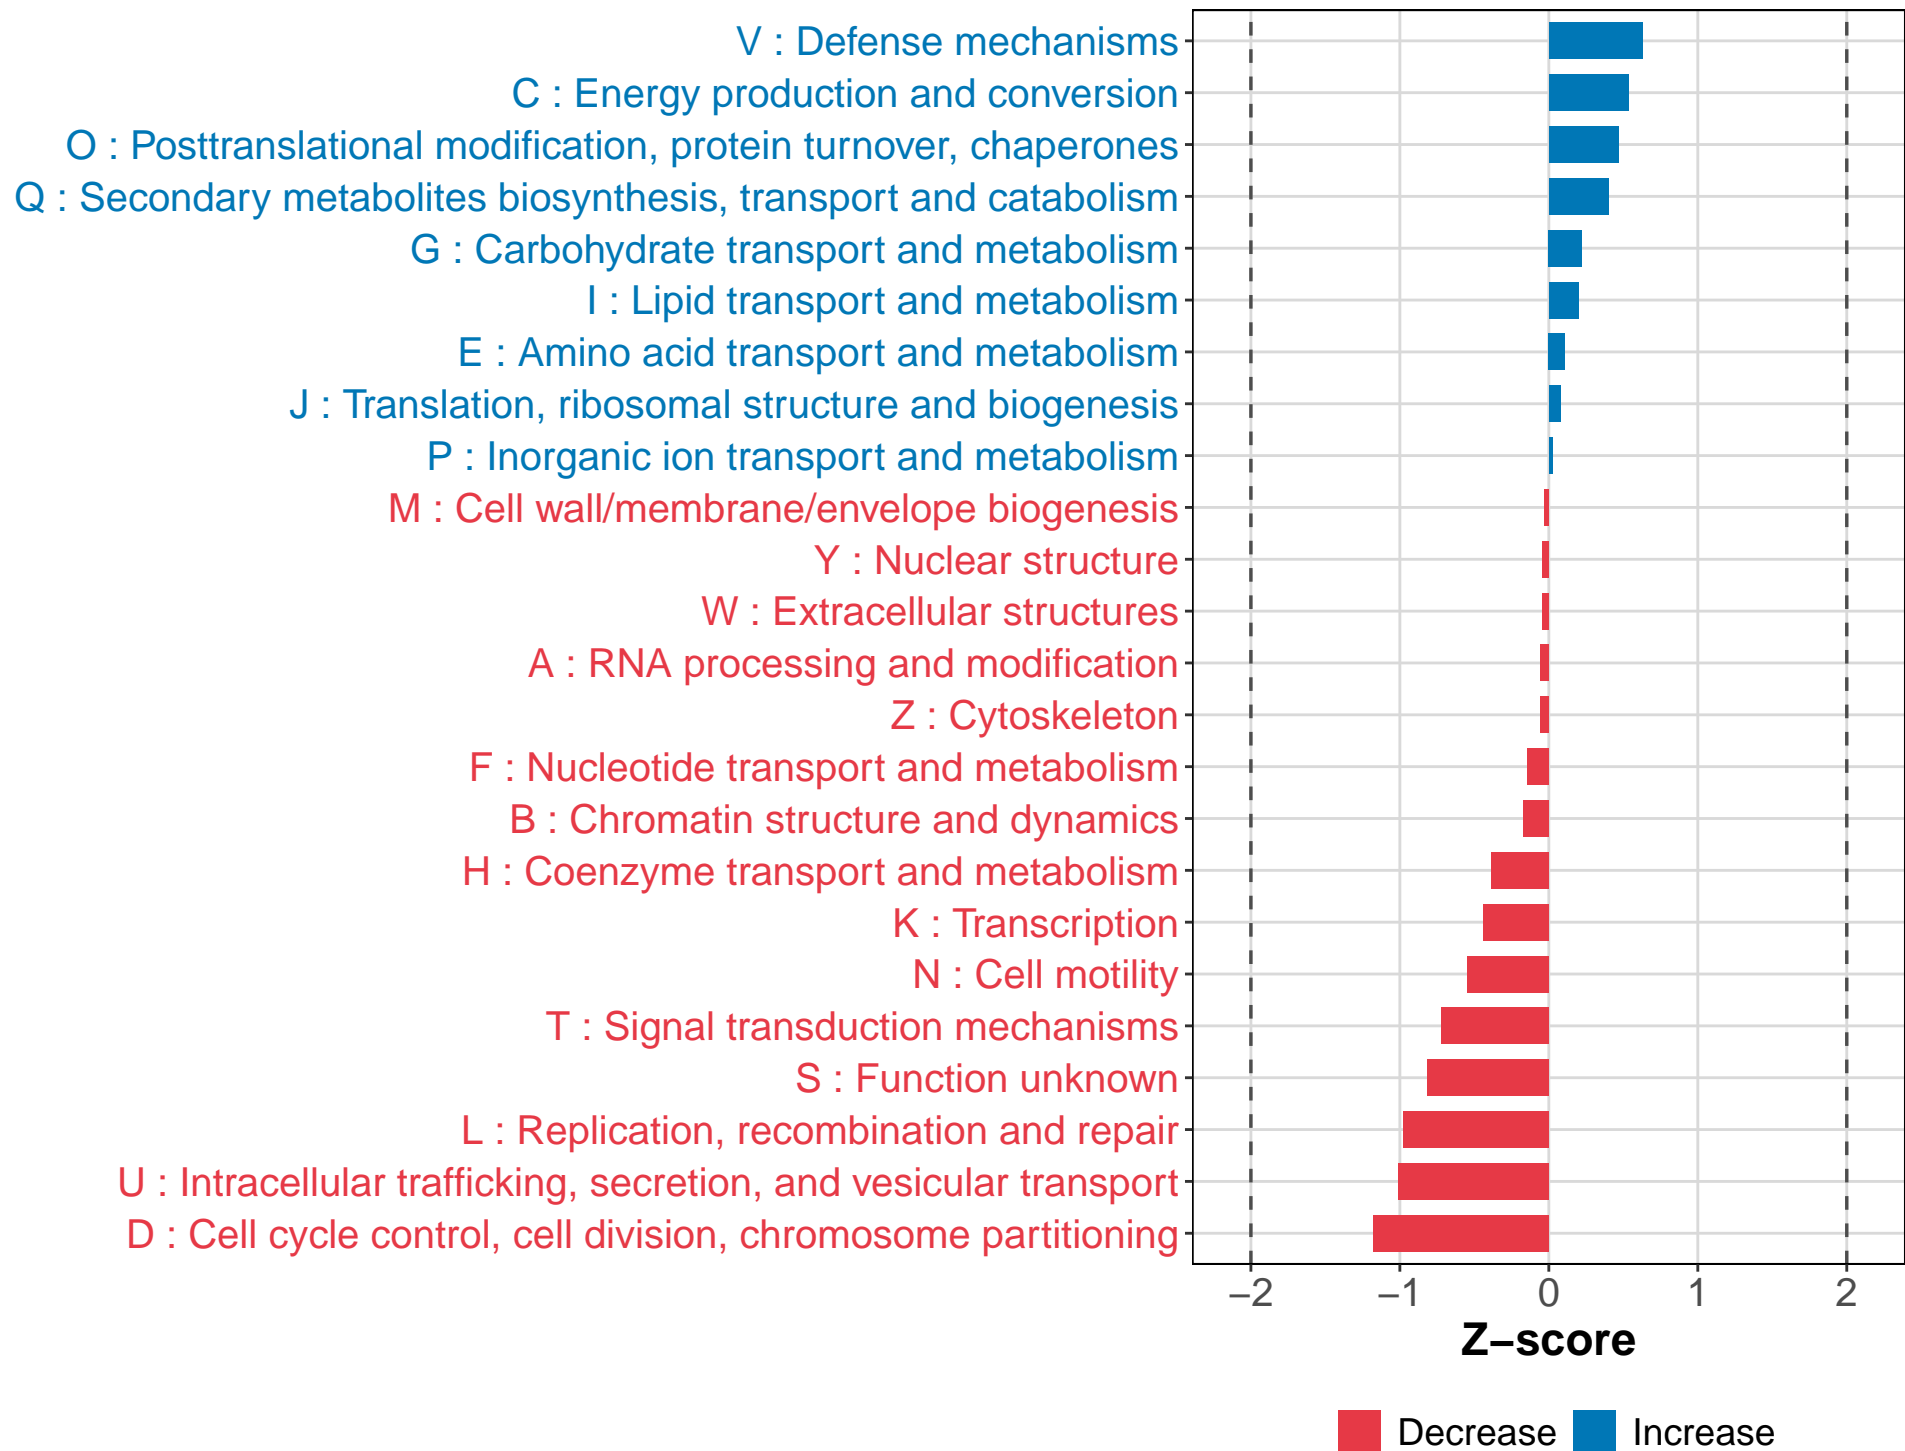 V : Defense mechanisms
C : Energy production and conversion
O : Posttranslational modification, protein turnover, chaperones
Q : Secondary metabolites biosynthesis, transport and catabolism
G : Carbohydrate transport and metabolism
I : Lipid transport and metabolism
E : Amino acid transport and metabolism
J : Translation, ribosomal structure and biogenesis
P : Inorganic ion transport and metabolism
M : Cell wall/membrane/envelope biogenesis
Y : Nuclear structure
W : Extracellular structures
A : RNA processing and modification
Z : Cytoskeleton
F : Nucleotide transport and metabolism
B : Chromatin structure and dynamics
H : Coenzyme transport and metabolism
K : Transcription
N : Cell motility
T : Signal transduction mechanisms
S : Function unknown
L : Replication, recombination and repair
U : Intracellular trafficking, secretion, and vesicular transport
D : Cell cycle control, cell division, chromosome partitioning
−2 −1 0 1 2
Z−score
Decrease Increase